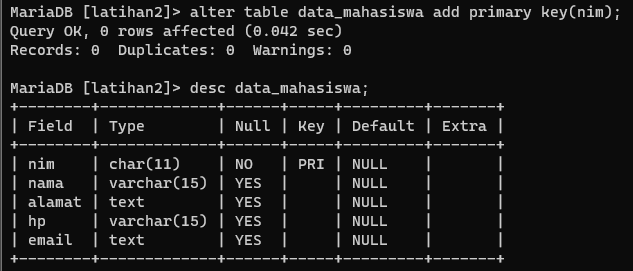 MariaDB [latihan2]> alter table data_mahasiswa add primary key(nim);
Query OK, 0 rows affected (0.042 sec)
Records: 0  Duplicates: 0  Warnings: 0

MariaDB [latihan2]> desc data_mahasiswa;
+--------+-------------+------+-----+---------+-------+
| Field  | Type        | Null | Key | Default | Extra |
+--------+-------------+------+-----+---------+-------+
| nim    | char(11)    | NO   | PRI | NULL    |       |
| nama   | varchar(15) | YES  |     | NULL    |       |
| alamat | text        | YES  |     | NULL    |       |
| hp     | varchar(15) | YES  |     | NULL    |       |
| email  | text        | YES  |     | NULL    |       |
+--------+-------------+------+-----+---------+-------+